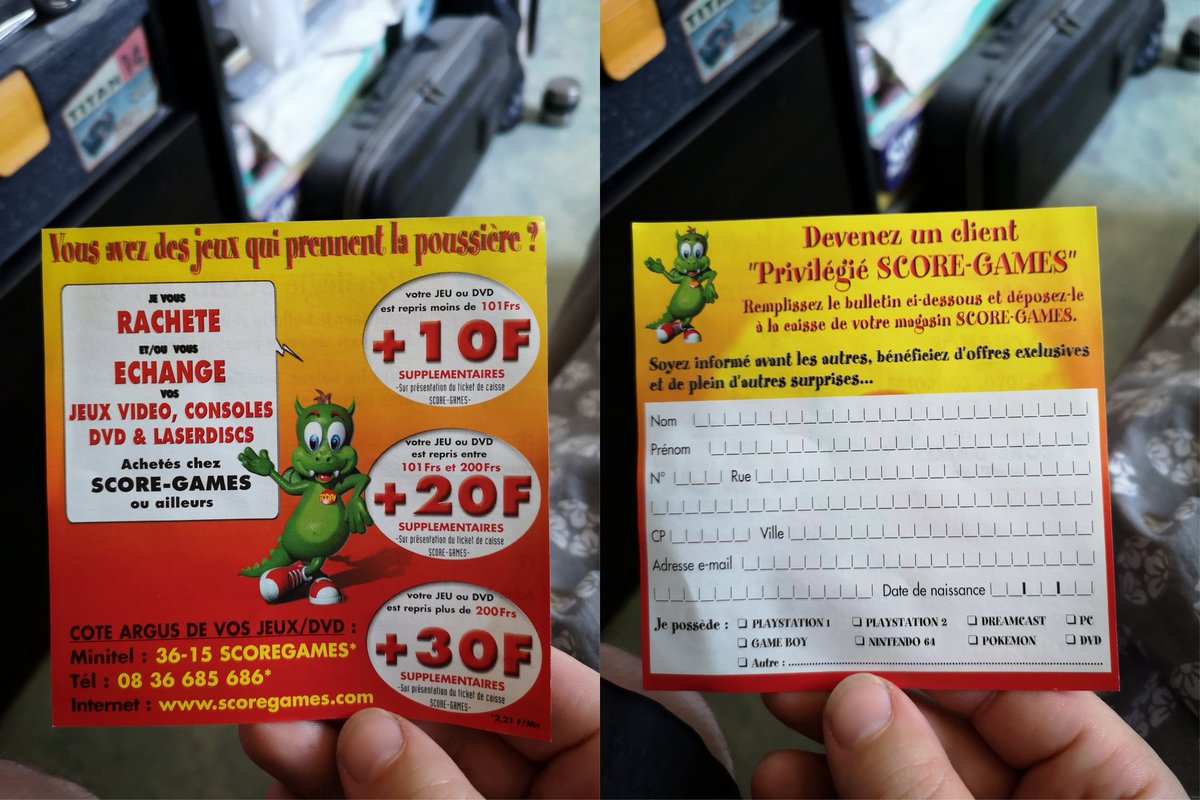 TITAN 14
Vous avez des jeux qui prennent la poussière ?
JE VOUS
RACHETE
ET/OU VOUS
ECHANGE
VOS
JEUX VIDEO, CONSOLES
DVD & LASERDISCS
Achetés chez
SCORE-GAMES
ou ailleurs
votre JEU ou DVD
est repris moins de 101Frs
+10F
SUPPLEMENTAIRES
-Sur présentation du ticket de caisse
SCORE-GAMES-
votre JEU ou DVD
est repris entre
101Frs et 200Frs
+20F
SUPPLEMENTAIRES
-Sur présentation du ticket de caisse
SCORE-GAMES-
votre JEU ou DVD
est repris plus de 200Frs
+30F
SUPPLEMENTAIRES
-Sur présentation du ticket de caisse
SCORE-GAMES-
SCORE
COTE ARGUS DE VOS JEUX/DVD :
Minitel : 36-15 SCOREGAMES*
Tél : 08 36 685 686*
Internet : www.scoregames.com
*2,21 F/Mn
TITAN
Devenez un client
"Privilégié SCORE-GAMES"
Remplissez le bulletin ci-dessous et déposez-le
à la caisse de votre magasin SCORE-GAMES.
Soyez informé avant les autres, bénéficiez d'offres exclusives
et de plein d'autres surprises...
Nom
Prénom
N° Rue
CP Ville
Adresse e-mail
Date de naissance
Je possède : PLAYSTATION 1 PLAYSTATION 2 DREAMCAST PC
GAME BOY NINTENDO 64 POKEMON DVD
Autre :